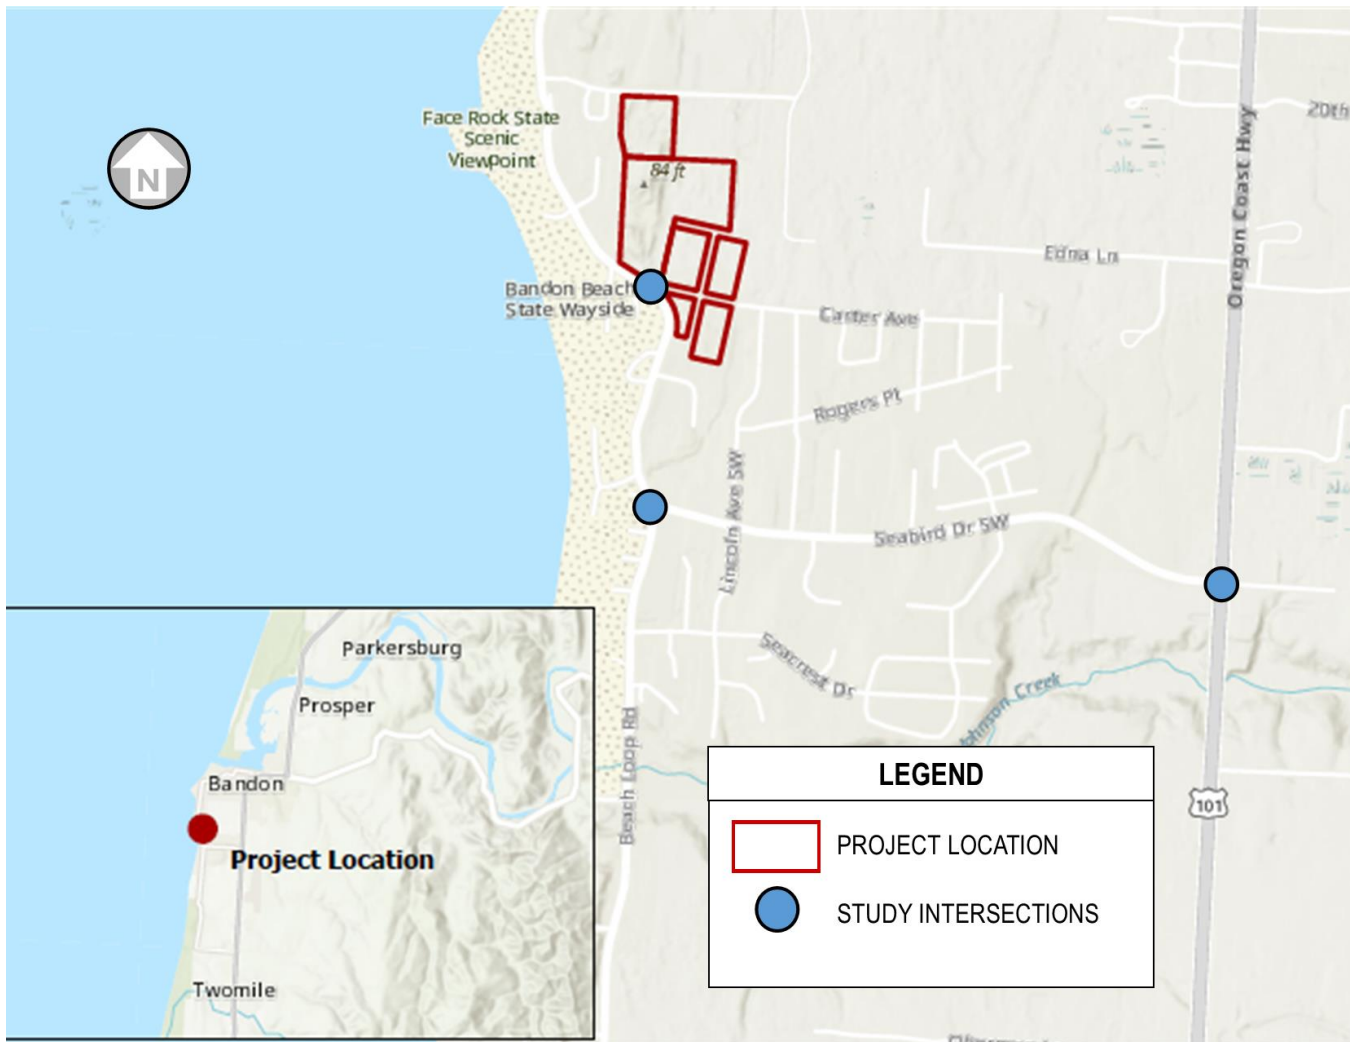 Face Rock State
Scenic
Viewpoint
N
84 ft
20th
Oregon Coast Hwy
Edna Ln
Bandon Beach
State Wayside
Carter Ave
Rogers Pl
Lincoln Ave SW
Seabird Dr SW
Seacrest Dr
Johnson Creek
Beach Loop Rd
101
Parkersburg
Prosper
Bandon
Project Location
Twomile
LEGEND
PROJECT LOCATION
STUDY INTERSECTIONS